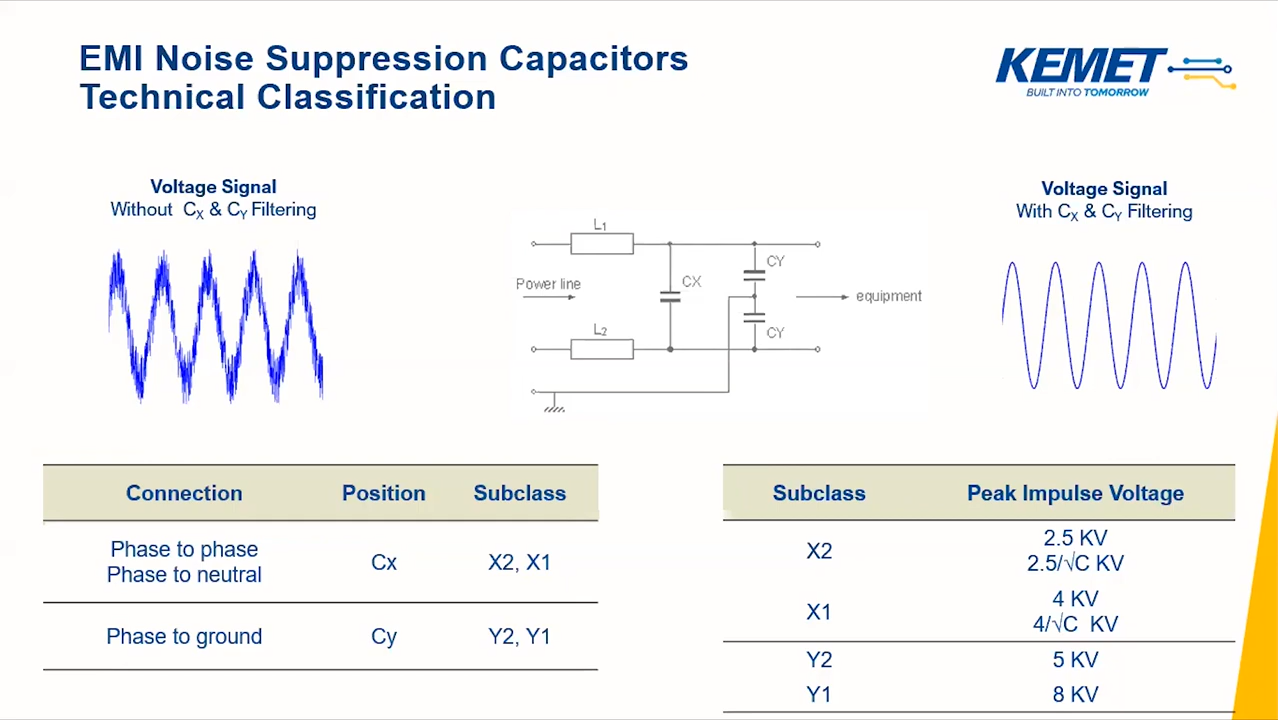 EMI Noise Suppression Capacitors
Technical Classification
KEMET
BUILT INTO TOMORROW
Voltage Signal
Without CX & CY Filtering
L1
Power line
CX
CY
equipment
L2
CY
Voltage Signal
With CX & CY Filtering
Connection Position Subclass
Phase to phase
Phase to neutral
Cx X2, X1
Phase to ground Cy Y2, Y1
Subclass Peak Impulse Voltage
X2
2.5 KV
2.5/√C KV
X1
4 KV
4/√C KV
Y2 5 KV
Y1 8 KV